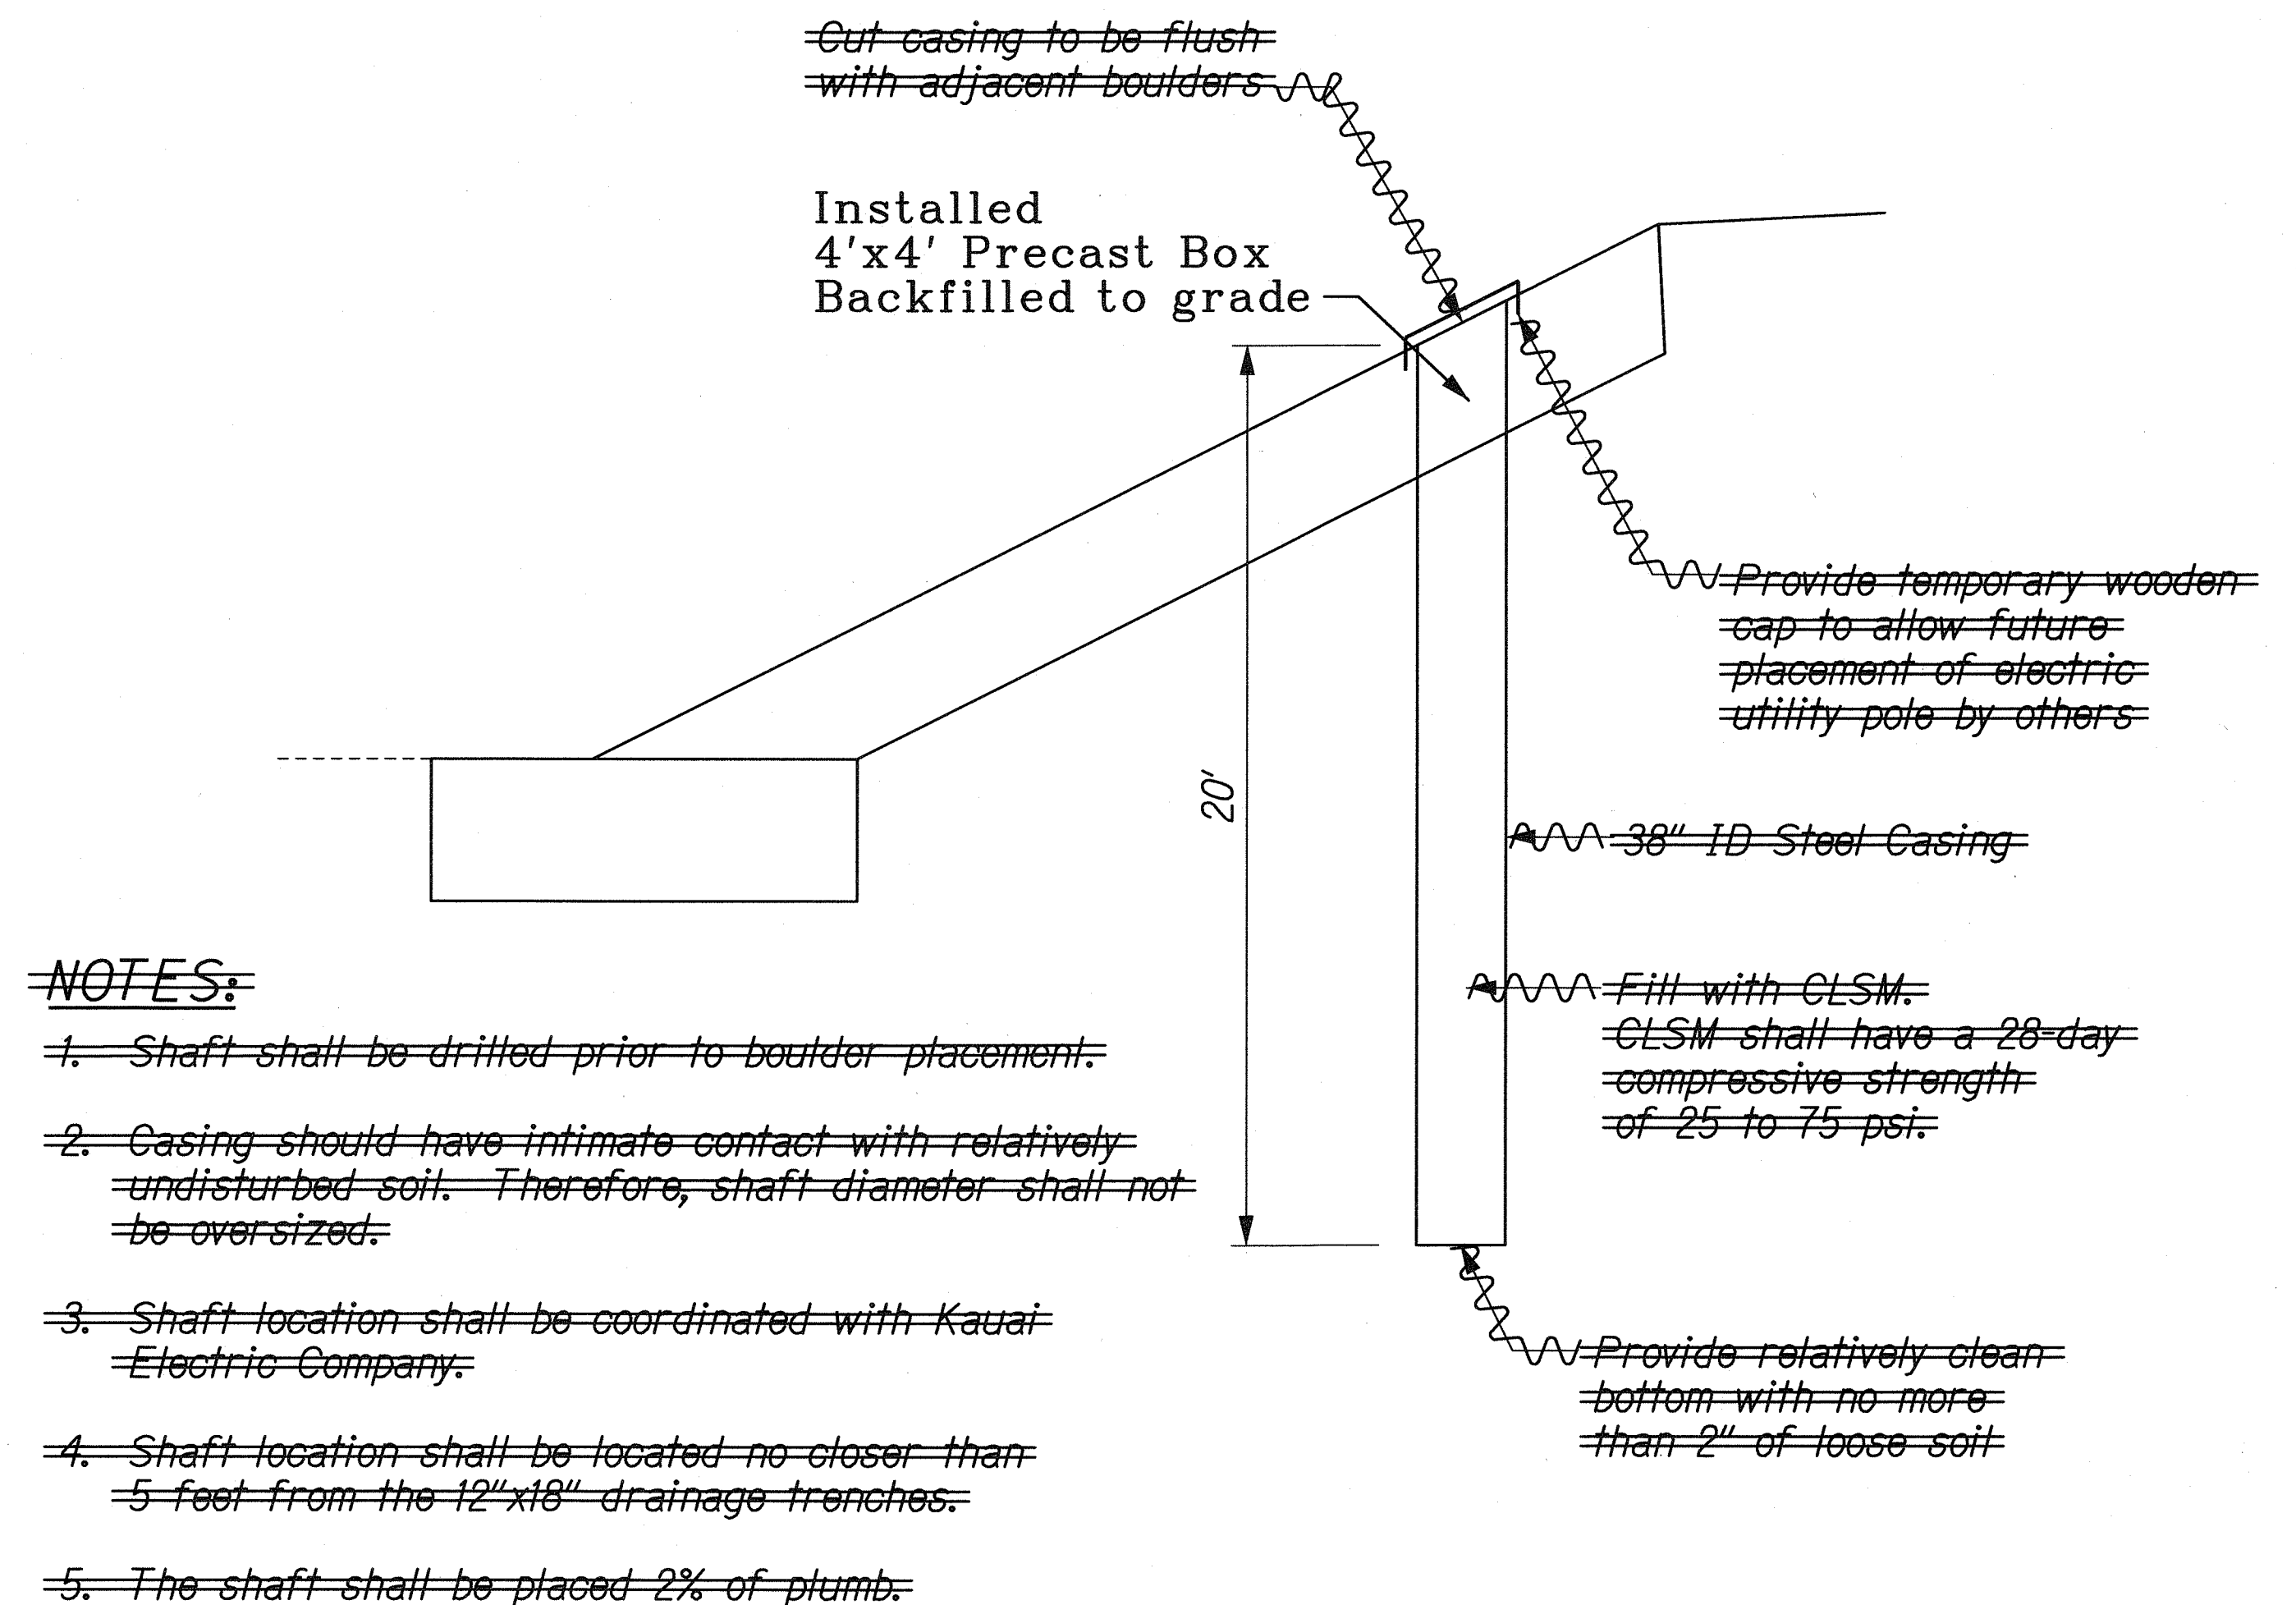 Cut casing to be flush
with adjacent boulders
Installed
4'x4' Precast Box
Backfilled to grade
Provide temporary wooden
cap to allow future
placement of electric
utility pole by others
20'
38" ID Steel Casing
Fill with CLSM.
CLSM shall have a 28-day
compressive strength
of 25 to 75 psi.
Provide relatively clean
bottom with no more
than 2" of loose soil
NOTES:
1. Shaft shall be drilled prior to boulder placement.
2. Casing should have intimate contact with relatively
undisturbed soil. Therefore, shaft diameter shall not
be oversized.
3. Shaft location shall be coordinated with Kauai
Electric Company.
4. Shaft location shall be located no closer than
5 feet from the 12"x18" drainage trenches.
5. The shaft shall be placed 2% of plumb.